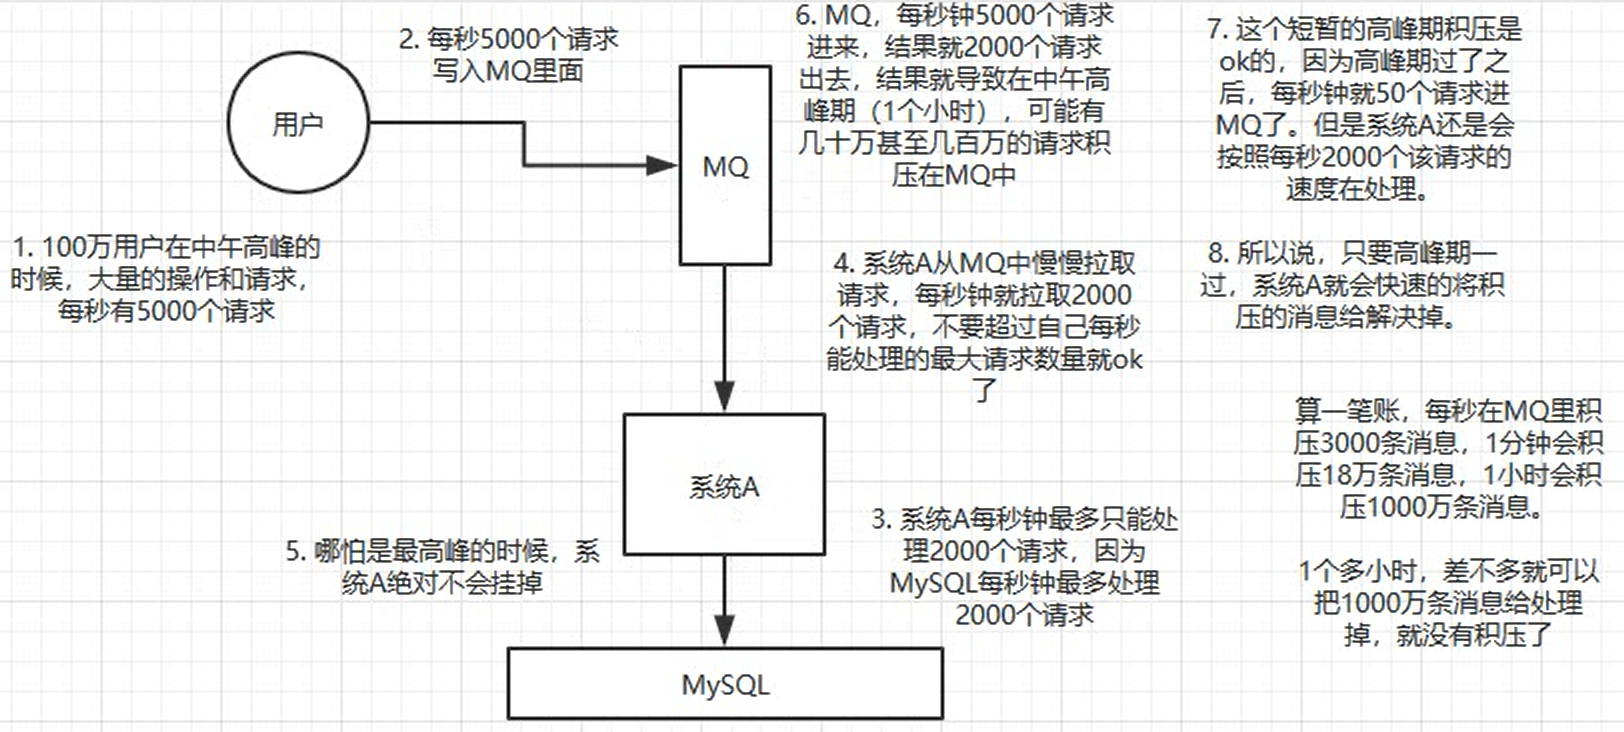 1. 100万用户在中午高峰的
时候，大量的操作和请求，
每秒有5000个请求
用户
2. 每秒5000个请求
写入MQ里面
MQ
6. MQ，每秒钟5000个请求
进来，结果就2000个请求
出去，结果就导致在中午高
峰期（1个小时），可能有
几十万甚至几百万的请求积
压在MQ中
7. 这个短暂的高峰期积压是
ok的，因为高峰期过了之
后，每秒钟就50个请求进
MQ了。但是系统A还是会
按照每秒2000个该请求的
速度在处理。
4. 系统A从MQ中慢慢拉取
请求，每秒钟就拉取2000
个请求，不要超过自己每秒
能处理的最大请求数量就ok
了
8. 所以说，只要高峰期一
过，系统A就会快速的将积
压的消息给解决掉。
系统A
算一笔账，每秒在MQ里积
压3000条消息，1分钟会积
压18万条消息，1小时会积
压1000万条消息。
5. 哪怕是最高峰的时候，系
统A绝对不会挂掉
3. 系统A每秒钟最多只能处
理2000个请求，因为
MySQL每秒钟最多处理
2000个请求
1个多小时，差不多就可以
把1000万条消息给处理
掉，就没有积压了
MySQL